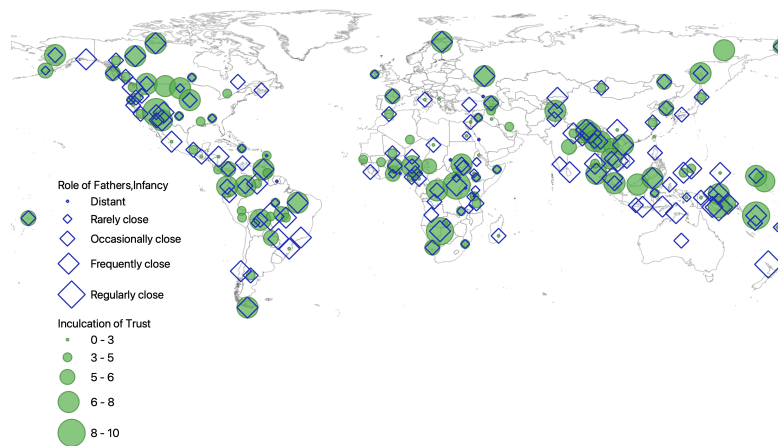 Role of Fathers,Infancy
Distant
Rarely close
Occasionally close
Frequently close
Regularly close
Inculcation of Trust
0 - 3
3 - 5
5 - 6
6 - 8
8 - 10